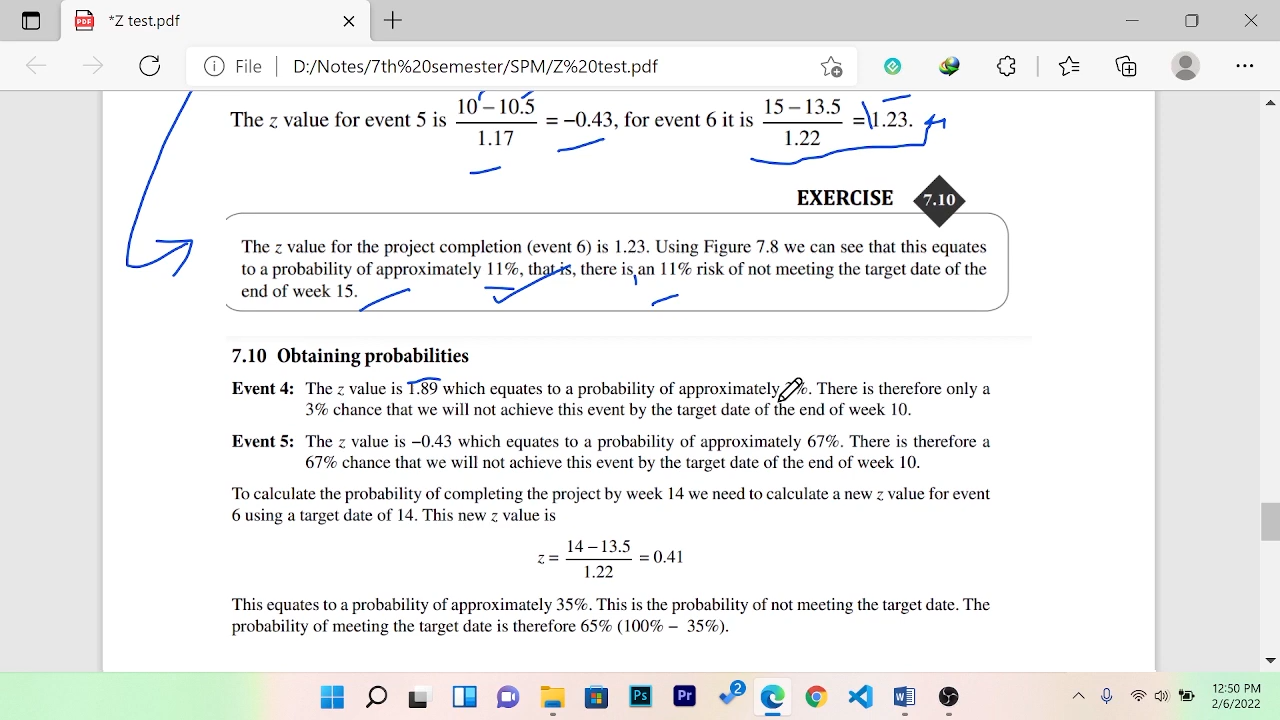 *Z test.pdf
File
D:/Notes/7th%20semester/SPM/Z%20test.pdf
The z value for event 5 is (10 – 10.5)/1.17 = –0.43, for event 6 it is (15 – 13.5)/1.22 = 1.23.
EXERCISE 7.10
The z value for the project completion (event 6) is 1.23. Using Figure 7.8 we can see that this equates
to a probability of approximately 11%, that is, there is an 11% risk of not meeting the target date of the
end of week 15.
7.10 Obtaining probabilities
Event 4: The z value is 1.89 which equates to a probability of approximately %. There is therefore only a
3% chance that we will not achieve this event by the target date of the end of week 10.
Event 5: The z value is –0.43 which equates to a probability of approximately 67%. There is therefore a
67% chance that we will not achieve this event by the target date of the end of week 10.
To calculate the probability of completing the project by week 14 we need to calculate a new z value for event
6 using a target date of 14. This new z value is
z = (14 – 13.5)/1.22 = 0.41
This equates to a probability of approximately 35%. This is the probability of not meeting the target date. The
probability of meeting the target date is therefore 65% (100% – 35%).
Ps
Pr
2
12:50 PM
2/6/2022